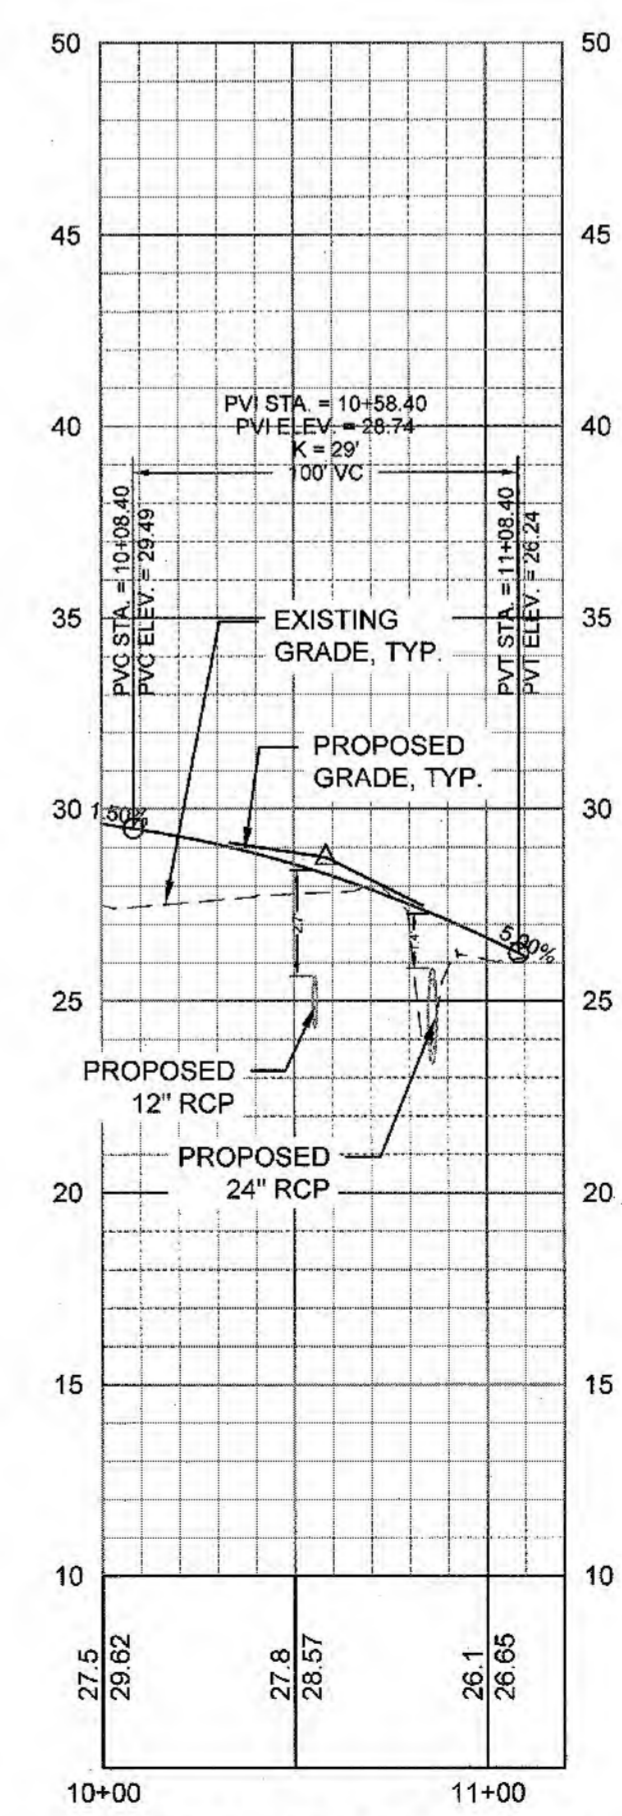 50 50
45 45
PVI STA. = 10+58.40
40 PVI ELEV. = 28.74 40
K = 29'
100' VC
PVC STA. = 10+08.40
PVC ELEV. = 29.49
PVT STA. = 11+08.40
PVT ELEV. = 26.24
35 35
EXISTING
GRADE, TYP.
PROPOSED
GRADE, TYP.
30 30
1.50%
5.00%
2.7'
1.4'
25 25
PROPOSED
12" RCP
PROPOSED
24" RCP
20 20
15 15
10 10
27.5
29.62
27.8
28.57
26.1
26.65
10+00 11+00